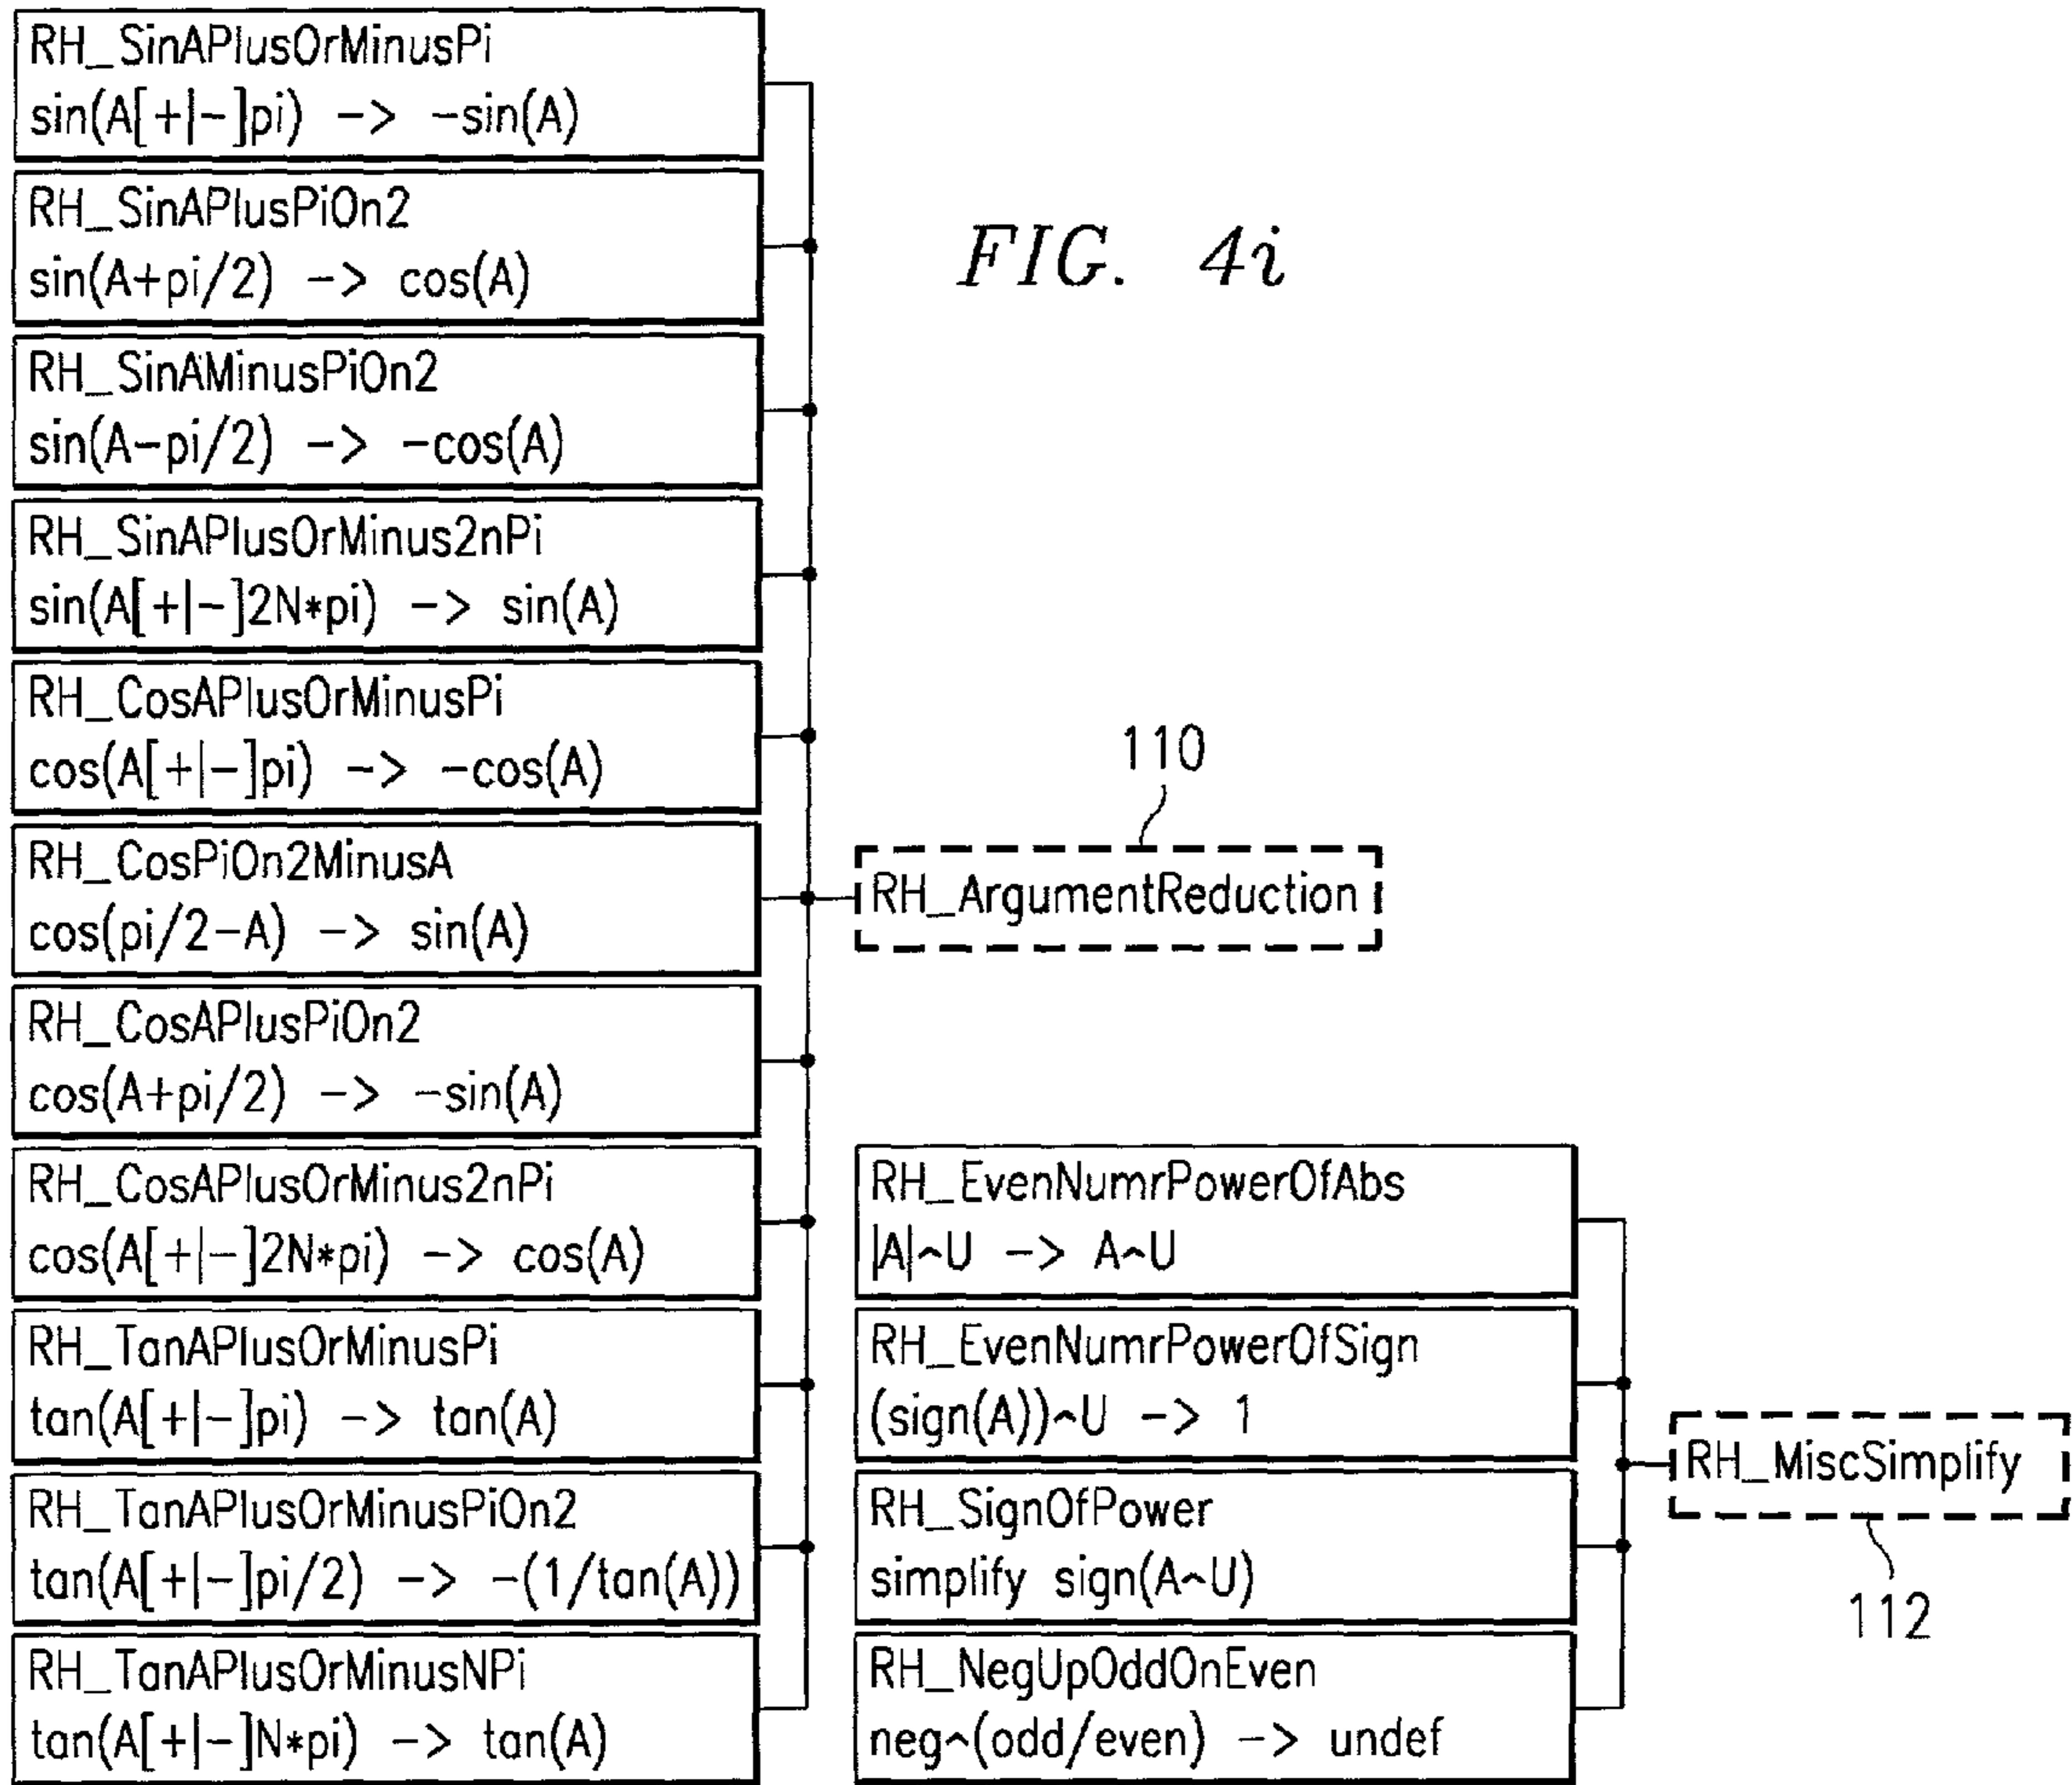 RH_SinAPlusOrMinusPi
sin(A[+|-]pi) -> -sin(A)
RH_SinAPlusPiOn2
sin(A+pi/2) -> cos(A)
FIG. 4i
RH_SinAMinusPiOn2
sin(A-pi/2) -> -cos(A)
RH_SinAPlusOrMinus2nPi
sin(A[+|-]2N*pi) -> sin(A)
RH_CosAPlusOrMinusPi
cos(A[+|-]pi) -> -cos(A)
110
RH_CosPiOn2MinusA
cos(pi/2-A) -> sin(A)
RH_ArgumentReduction
RH_CosAPlusPiOn2
cos(A+pi/2) -> -sin(A)
RH_CosAPlusOrMinus2nPi
cos(A[+|-]2N*pi) -> cos(A)
RH_TanAPlusOrMinusPi
tan(A[+|-]pi) -> tan(A)
RH_TanAPlusOrMinusPiOn2
tan(A[+|-]pi/2) -> -(1/tan(A))
RH_TanAPlusOrMinusNPi
tan(A[+|-]N*pi) -> tan(A)
RH_EvenNumrPowerOfAbs
|A|^U -> A^U
RH_EvenNumrPowerOfSign
(sign(A))^U -> 1
RH_SignOfPower
simplify sign(A^U)
RH_NegUpOddOnEven
neg^(odd/even) -> undef
RH_MiscSimplify
112